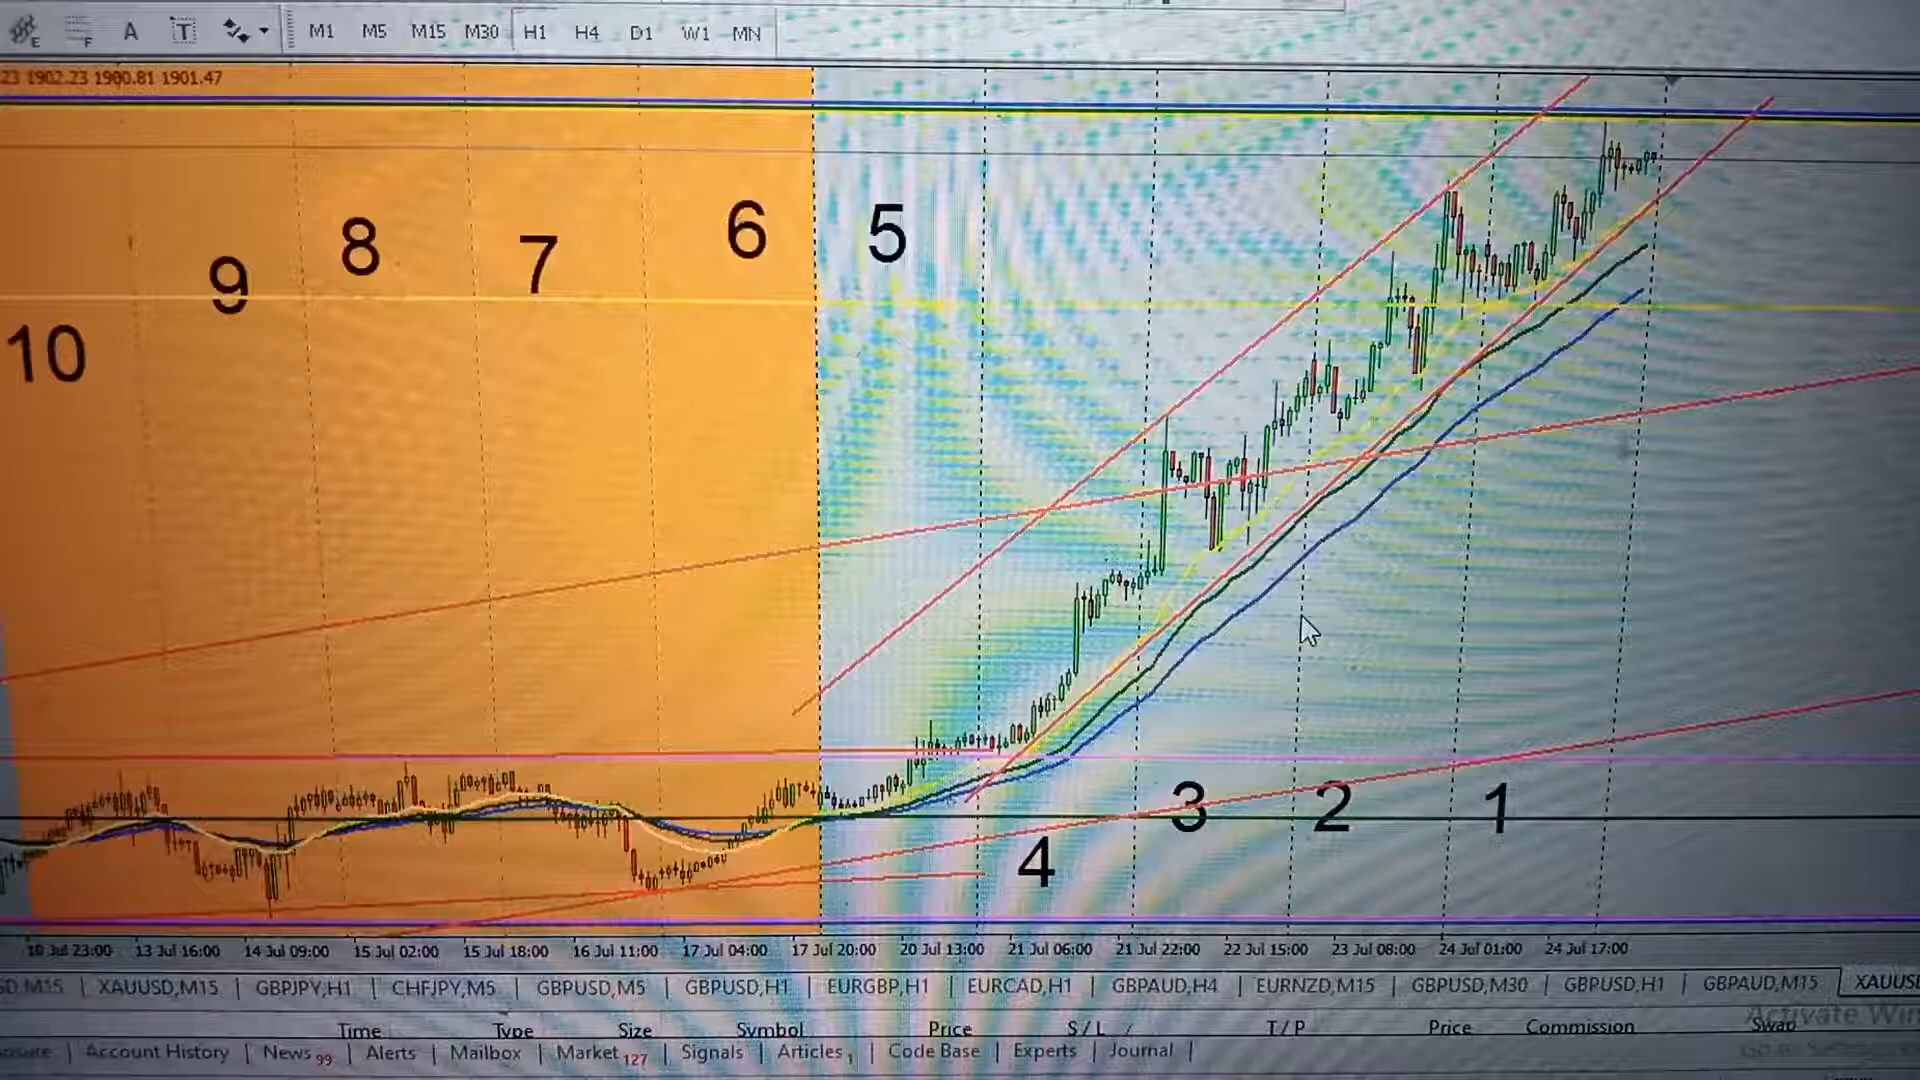 E F A T M1 M5 M15 M30 H1 H4 D1 W1 MN
23 1902.23 1900.81 1901.47
10 9 8 7 6 5
4 3 2 1
10 Jul 23:00 13 Jul 16:00 14 Jul 09:00 15 Jul 02:00 15 Jul 18:00 16 Jul 11:00 17 Jul 04:00 17 Jul 20:00 20 Jul 13:00 21 Jul 06:00 21 Jul 22:00 22 Jul 15:00 23 Jul 08:00 24 Jul 01:00 24 Jul 17:00
SD,M15 | XAUUSD,M15 | GBPJPY,H1 | CHFJPY,M5 | GBPUSD,M5 | GBPUSD,H1 | EURGBP,H1 | EURCAD,H1 | GBPAUD,H4 | EURNZD,M15 | GBPUSD,M30 | GBPUSD,H1 | GBPAUD,M15 XAUUSD
Activate Win
Time Type Size Symbol Price S / L / T / P Price Commission Swap
osure | Account History | News 99 | Alerts | Mailbox | Market 127 | Signals | Articles 1 | Code Base | Experts | Journal |